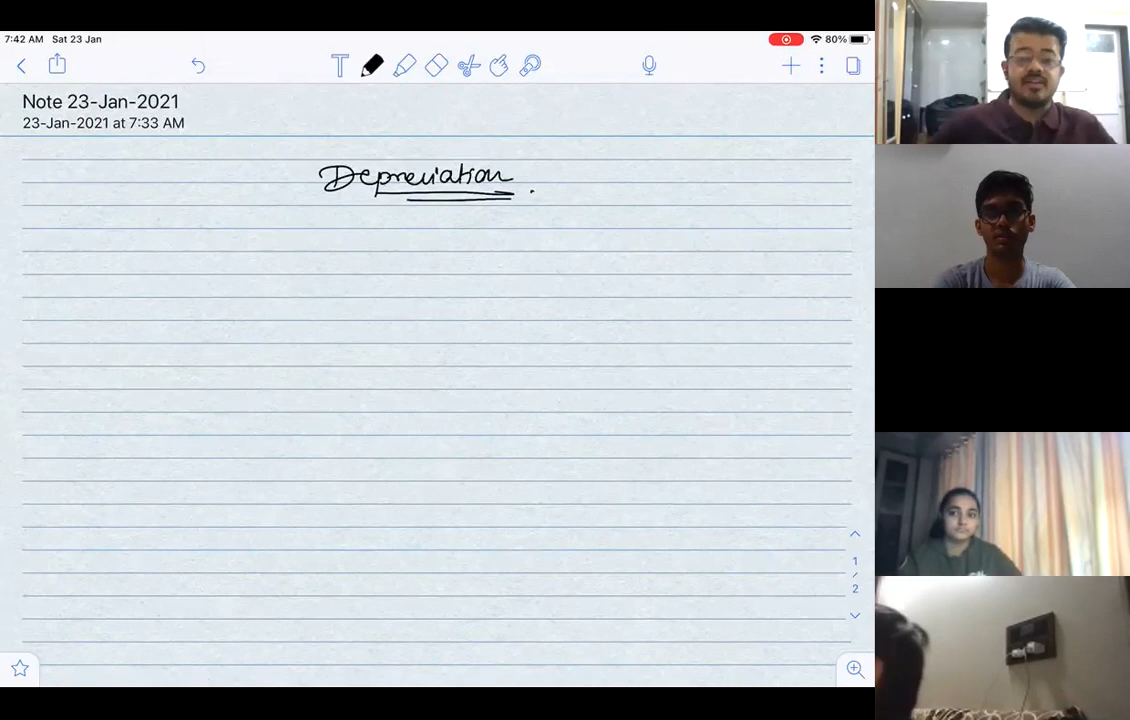 7:42 AM Sat 23 Jan
80%
Note 23-Jan-2021
23-Jan-2021 at 7:33 AM
Depreciation
1
/
2